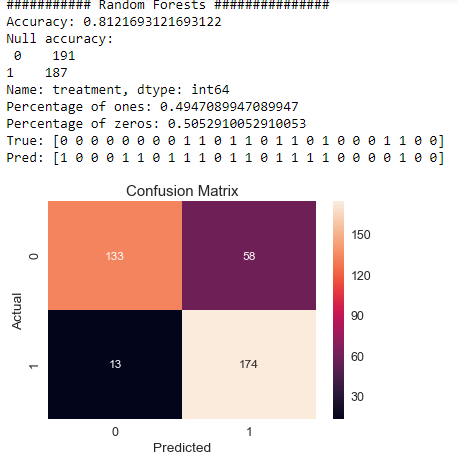 ########### Random Forests ###############
Accuracy: 0.8121693121693122
Null accuracy:
0 191
1 187
Name: treatment, dtype: int64
Percentage of ones: 0.4947089947089947
Percentage of zeros: 0.5052910052910053
True: [0 0 0 0 0 0 0 0 1 1 0 1 1 0 1 1 0 1 0 0 0 1 1 0 0]
Pred: [1 0 0 0 1 1 0 1 1 1 0 1 1 0 1 1 1 1 0 0 0 0 1 0 0]
Confusion Matrix
Actual
0
133
58
1
13
174
0
1
Predicted
150
120
90
60
30